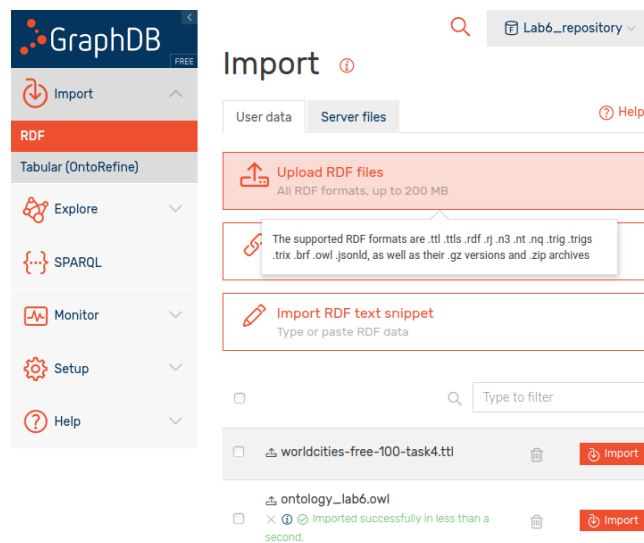 GraphDB
FREE
Import
RDF
Tabular (OntoRefine)
Explore
SPARQL
Monitor
Setup
Help
Lab6_repository
Import
User data
Server files
Help
Upload RDF files
All RDF formats, up to 200 MB
The supported RDF formats are .ttl .ttls .rdf .rj .n3 .nt .nq .trig .trigs
.trix .brf .owl .jsonld, as well as their .gz versions and .zip archives
Import RDF text snippet
Type or paste RDF data
Type to filter
worldcities-free-100-task4.ttl
Import
ontology_lab6.owl
Imported successfully in less than a
second.
Import